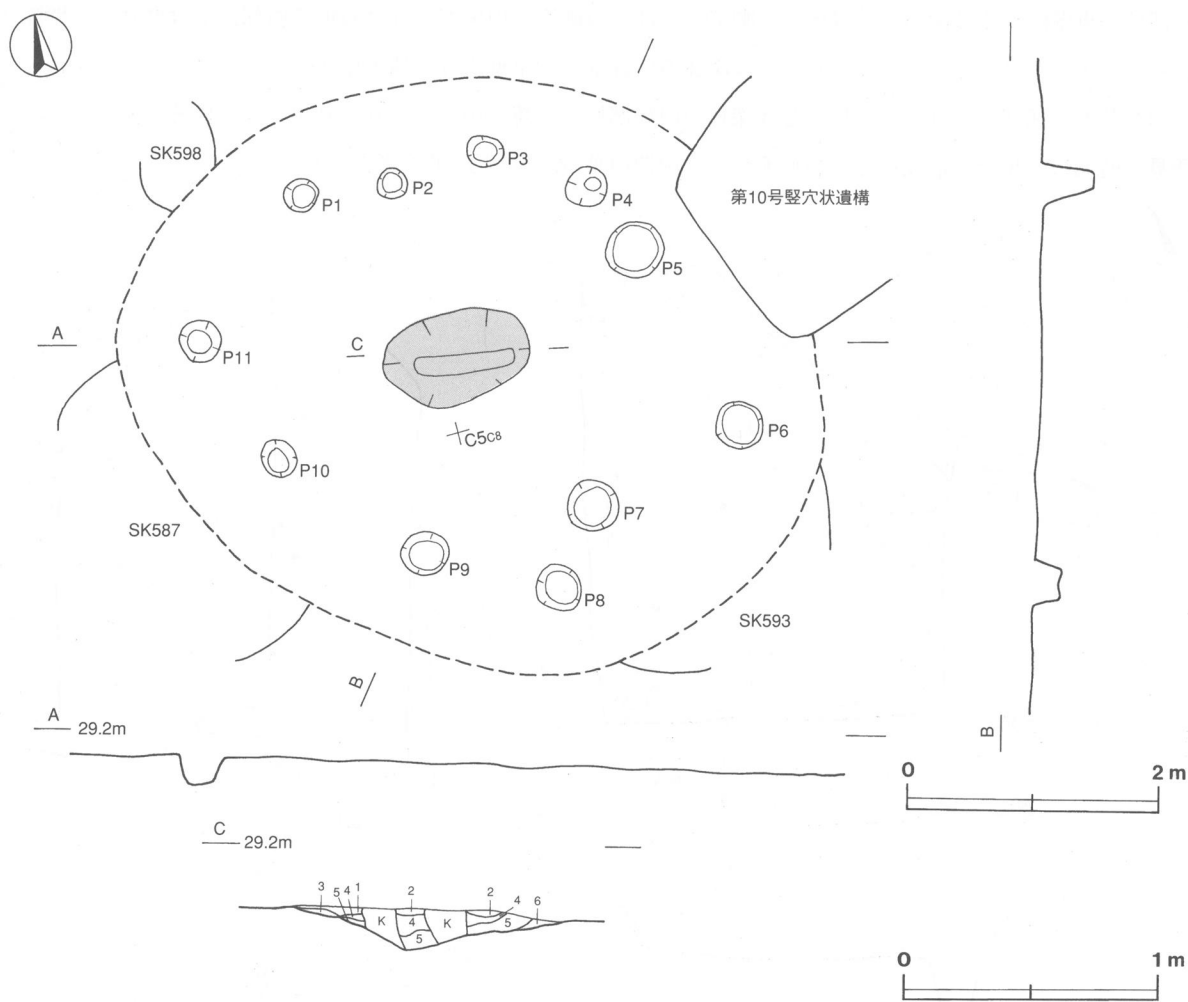 SK598
P1
P2
P3
P4
第10号竪穴状遺構
P5
A
C
P11
P6
C5C8
P10
P7
SK587
P9
P8
SK593
B
A 29.2m
B
0 2 m
C 29.2m
3 5 4 1 2 2 4 6
K 4 K 5
5
0 1 m